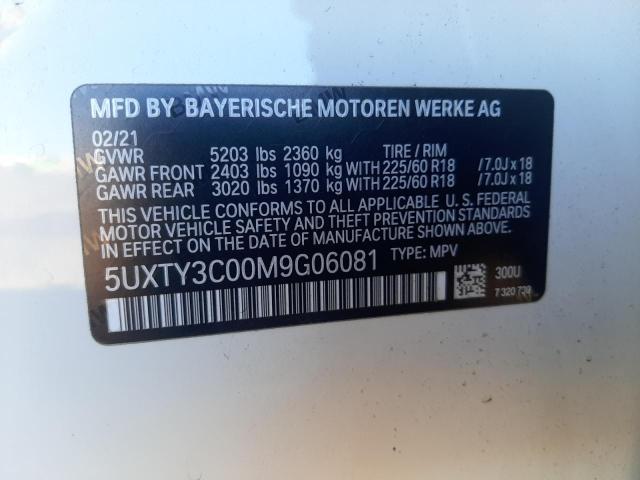 MFD BY BAYERISCHE MOTOREN WERKE AG
02/21
GVWR 5203 lbs 2360 kg TIRE / RIM
GAWR FRONT 2403 lbs 1090 kg WITH 225/60 R18 /7.0J x 18
GAWR REAR 3020 lbs 1370 kg WITH 225/60 R18 /7.0J x 18
THIS VEHICLE CONFORMS TO ALL APPLICABLE U. S. FEDERAL
MOTOR VEHICLE SAFETY AND THEFT PREVENTION STANDARDS
IN EFFECT ON THE DATE OF MANUFACTURE SHOWN ABOVE.
5UXTY3C00M9G06081 TYPE: MPV
300U
7 320 739